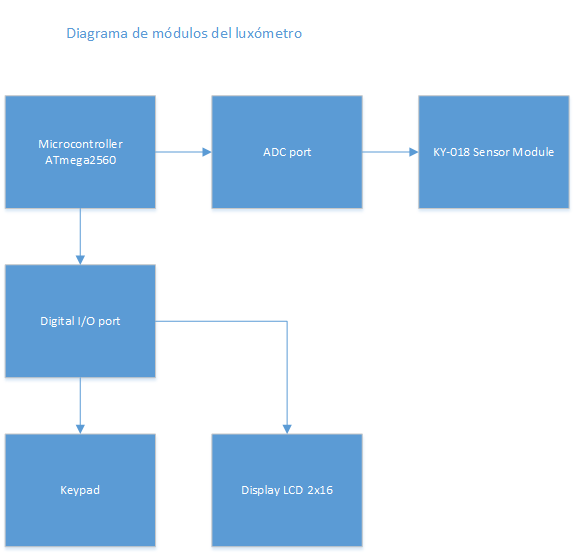 Diagrama de módulos del luxómetro
Microcontroller
ATmega2560
ADC port
KY-018 Sensor Module
Digital I/O port
Keypad
Display LCD 2x16